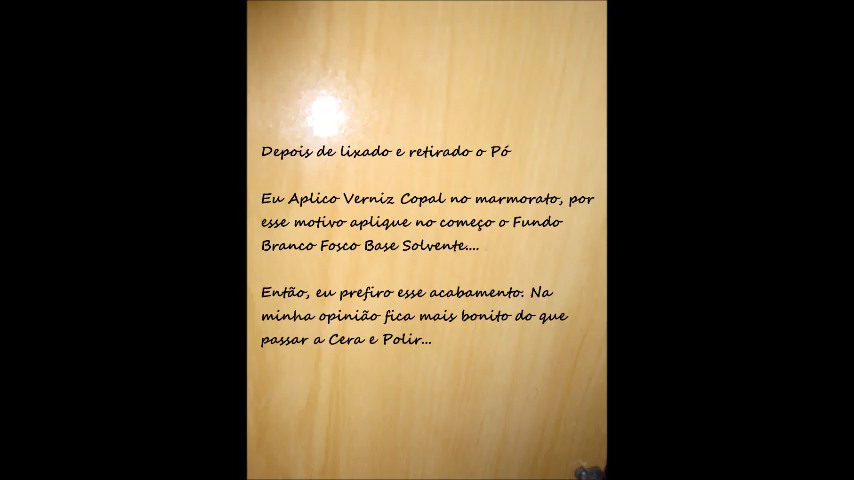 Depois de lixado e retirado o Pó
Eu Aplico Verniz Copal no marmorato, por
esse motivo aplique no começo o Fundo
Branco Fosco Base Solvente....
Então, eu prefiro esse acabamento. Na
minha opinião fica mais bonito do que
passar a Cera e Polir...